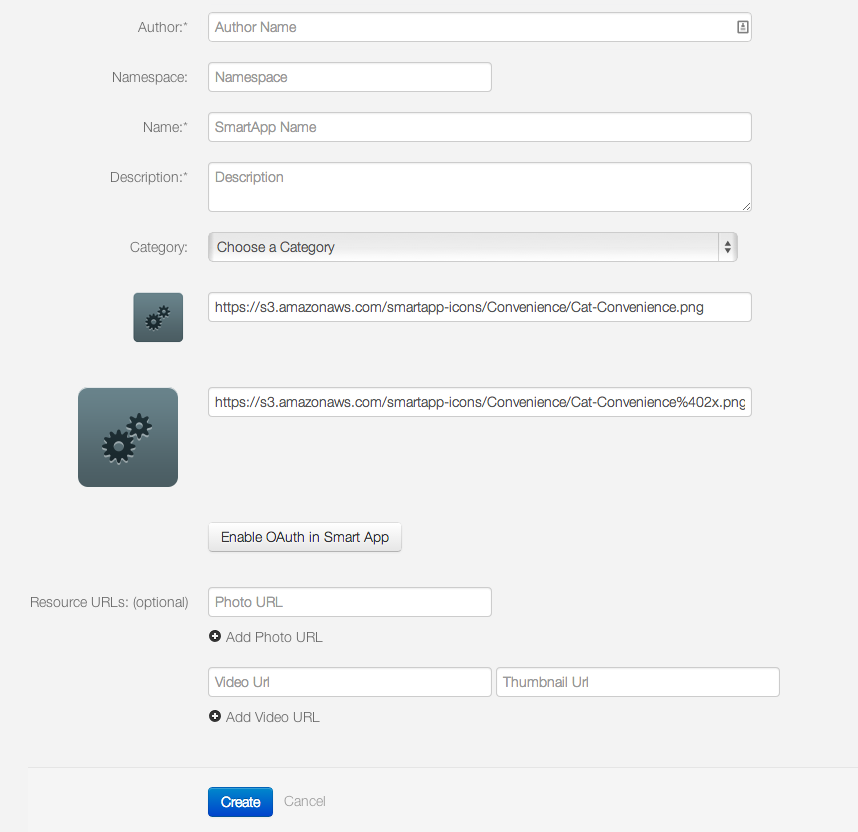 Author:* Author Name
Namespace: Namespace
Name:* SmartApp Name
Description:* Description
Category: Choose a Category
https://s3.amazonaws.com/smartapp-icons/Convenience/Cat-Convenience.png
https://s3.amazonaws.com/smartapp-icons/Convenience/Cat-Convenience%402x.png
Enable OAuth in Smart App
Resource URLs: (optional) Photo URL
Add Photo URL
Video Url Thumbnail Url
Add Video URL
Create Cancel